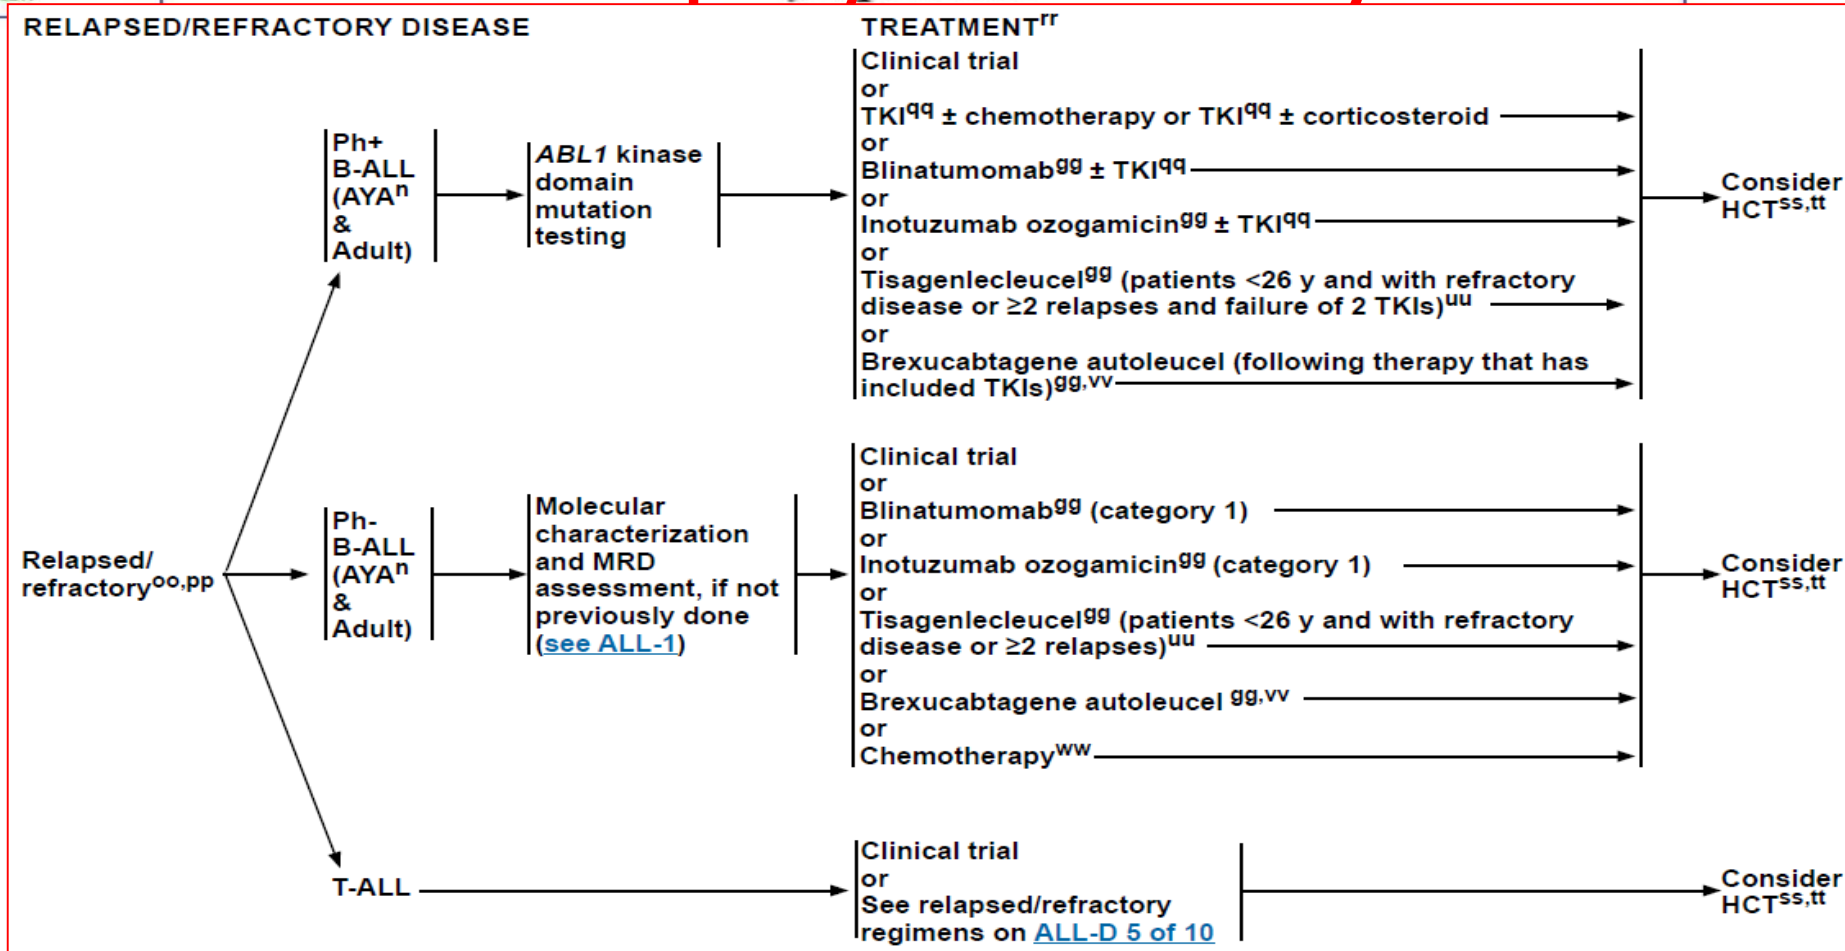 RELAPSED/REFRACTORY DISEASE
TREATMENTrr
Relapsed/
refractoryoo,pp
Ph+
B-ALL
(AYAn
&
Adult)
ABL1 kinase
domain
mutation
testing
Clinical trial
or
TKIqq ± chemotherapy or TKIqq ± corticosteroid
or
Blinatumomabgg ± TKIqq
or
Inotuzumab ozogamicingg ± TKIqq
or
Tisagenlecleucelgg (patients <26 y and with refractory
disease or ≥2 relapses and failure of 2 TKIs)uu
or
Brexucabtagene autoleucel (following therapy that has
included TKIs)gg,vv
Consider
HCTss,tt
Ph-
B-ALL
(AYAn
&
Adult)
Molecular
characterization
and MRD
assessment, if not
previously done
(see ALL-1)
Clinical trial
or
Blinatumomabgg (category 1)
or
Inotuzumab ozogamicingg (category 1)
or
Tisagenlecleucelgg (patients <26 y and with refractory
disease or ≥2 relapses)uu
or
Brexucabtagene autoleucel gg,vv
or
Chemotherapyww
Consider
HCTss,tt
T-ALL
Clinical trial
or
See relapsed/refractory
regimens on ALL-D 5 of 10
Consider
HCTss,tt